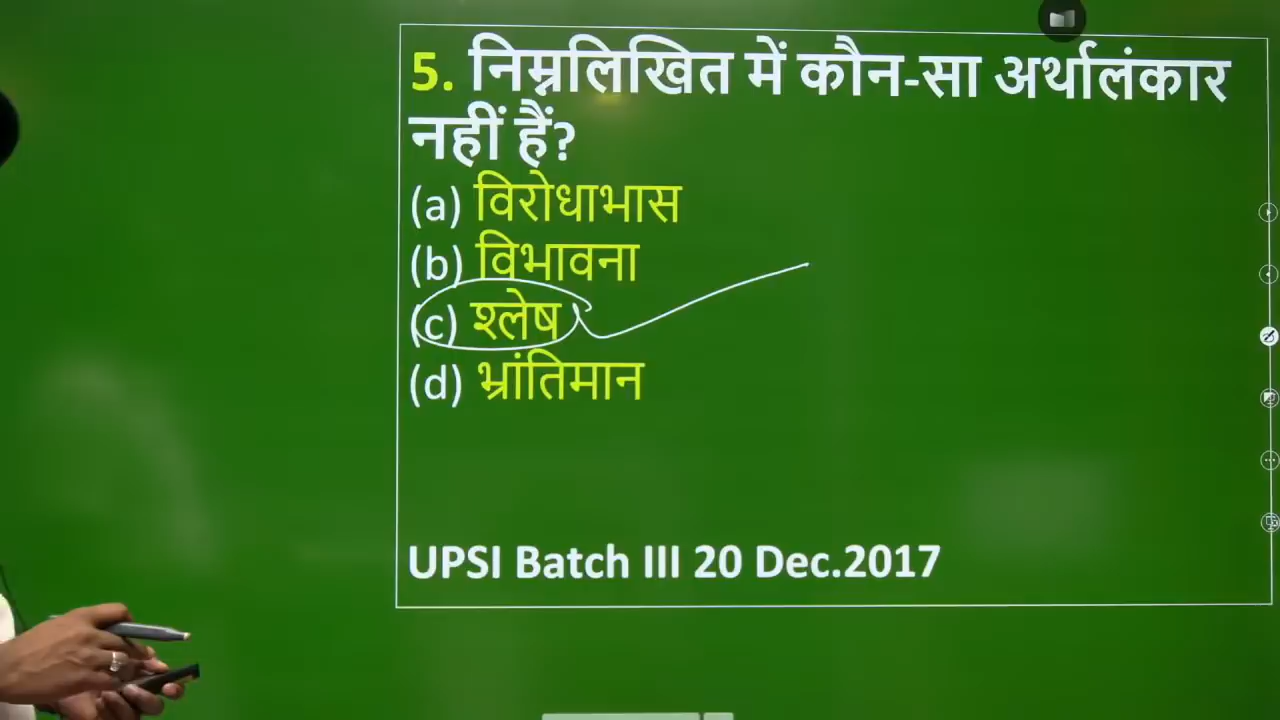 5. निम्नलिखित में कौन-सा अर्थालंकार
नहीं हैं?
(a) विरोधाभास
(b) विभावना
(c) श्लेष
(d) भ्रांतिमान
UPSI Batch III 20 Dec.2017